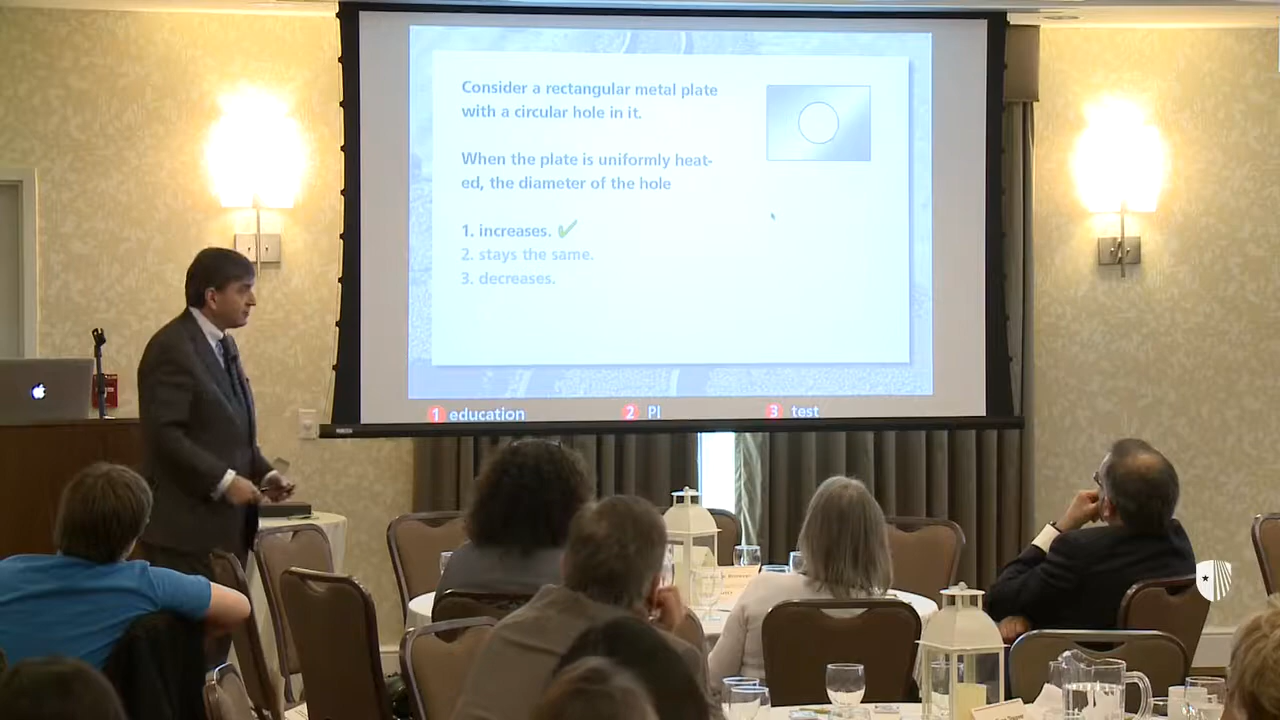 Consider a rectangular metal plate
with a circular hole in it.
When the plate is uniformly heat-
ed, the diameter of the hole
1. increases. ✓
2. stays the same.
3. decreases.
1 education 2 PI 3 test